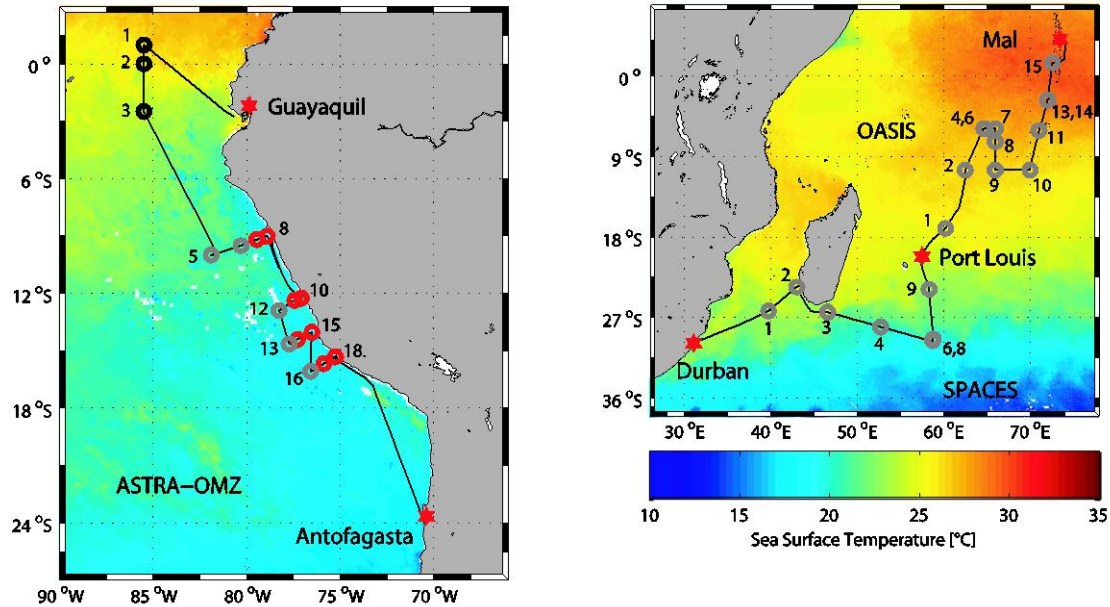 1
0 °
2
3
Guayaquil
6 °S
8
5
10
12 °S
12
15
13
18.
16
18 °S
ASTRA-OMZ
24 °S
Antofagasta
90 °W
85 °W
80 °W
75 °W
70 °W
Mal
0 °
15
OASIS
4,6
7
13,14
8
11
9 °S
2
9
10
1
18 °S
Port Louis
2
9
27 °S
1
3
4
6,8
Durban
SPACES
36 °S
30 °E
40 °E
50 °E
60 °E
70 °E
10
15
20
25
30
35
Sea Surface Temperature [°C]